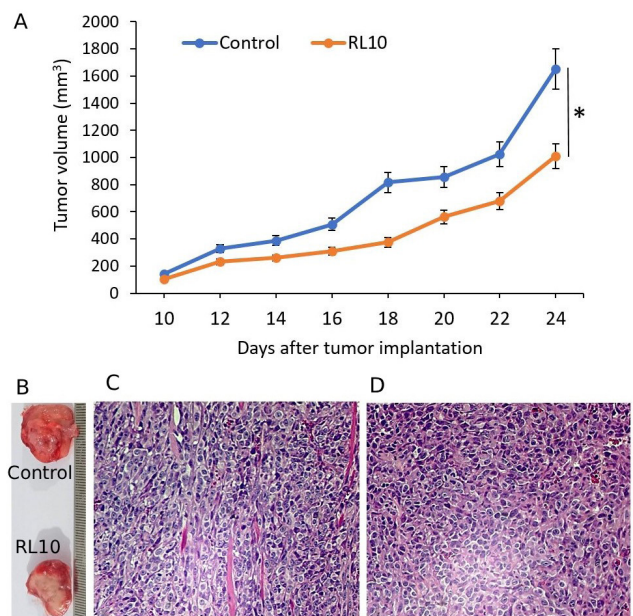 A
2000
1800
1600
1400
1200
1000
800
600
400
200
0
Tumor volume (mm³)
Control
RL10
*
10 12 14 16 18 20 22 24
Days after tumor implantation
B
C
D
Control
RL10